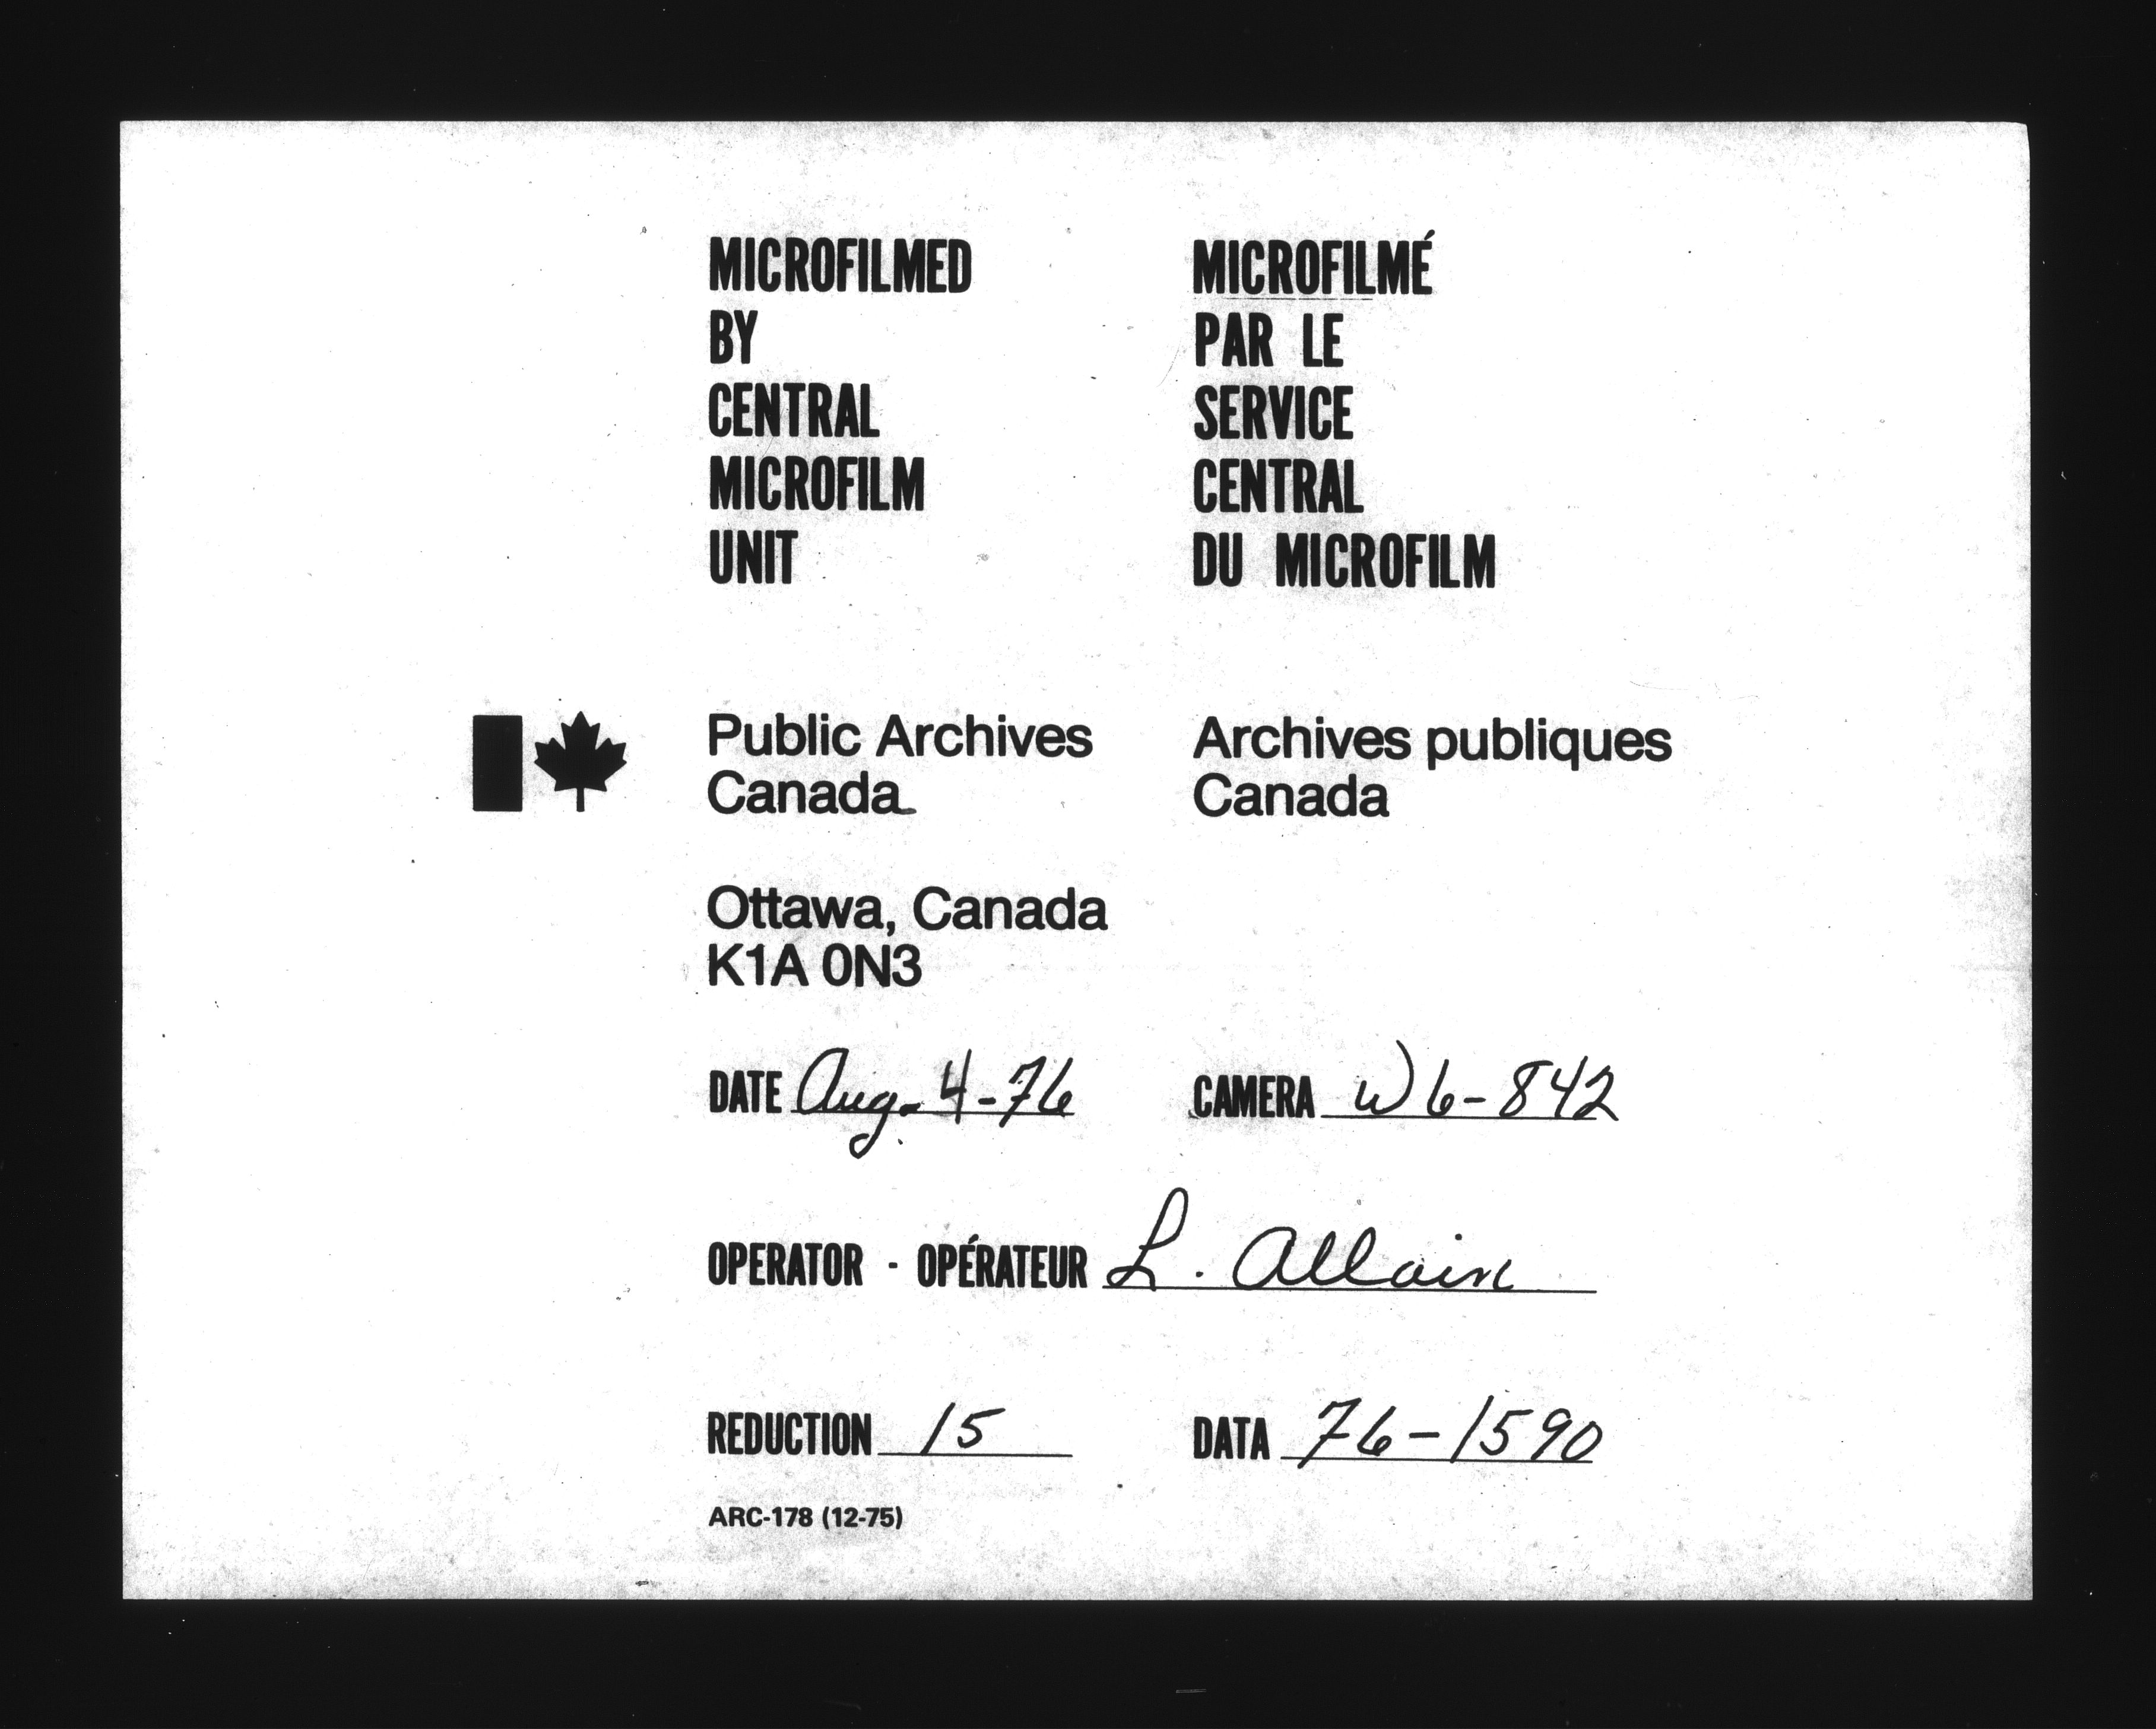 MICROFILMED
BY
CENTRAL
MICROFILM
UNIT
MICROFILMÉ
PAR LE
SERVICE
CENTRAL
DU MICROFILM
Public Archives
Canada
Archives publiques
Canada
Ottawa, Canada
K1A 0N3
DATE Aug. 4-76
CAMERA W6-842
OPERATOR - OPÉRATEUR L. Allain
REDUCTION 15
DATA 76-1590
ARC-178 (12-75)